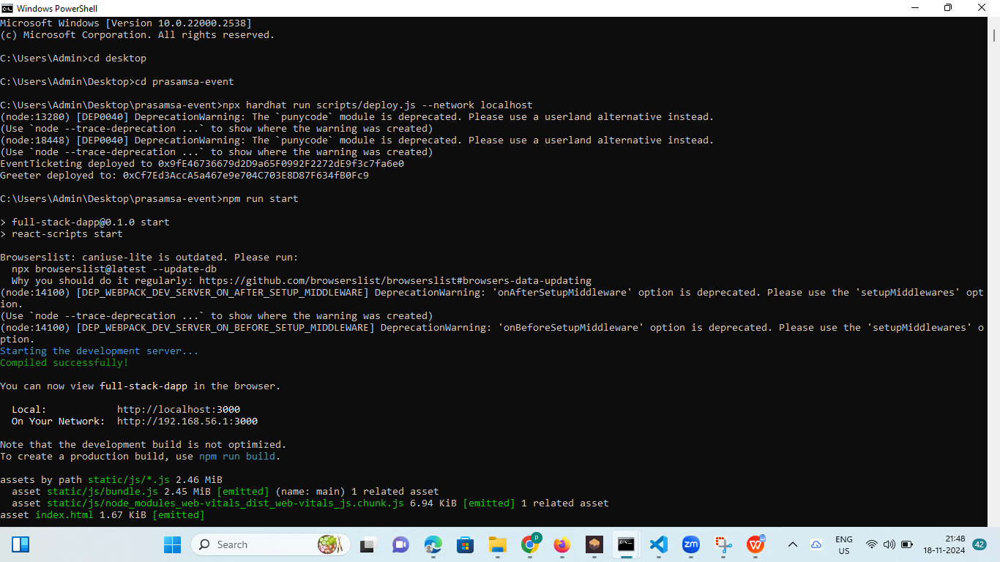 Windows PowerShell
Microsoft Windows [Version 10.0.22000.2538]
(c) Microsoft Corporation. All rights reserved.
C:\Users\Admin>cd desktop
C:\Users\Admin\Desktop>cd prasamsa-event
C:\Users\Admin\Desktop\prasamsa-event>npx hardhat run scripts/deploy.js --network localhost
(node:13280) [DEP0040] DeprecationWarning: The `punycode` module is deprecated. Please use a userland alternative instead.
(Use `node --trace-deprecation ...` to show where the warning was created)
(node:18448) [DEP0040] DeprecationWarning: The `punycode` module is deprecated. Please use a userland alternative instead.
(Use `node --trace-deprecation ...` to show where the warning was created)
EventTicketing deployed to 0x9fE46736679d2D9a65F0992F2272dE9f3c7fa6e0
Greeter deployed to: 0xCf7Ed3AccA5a467e9e704C703E8D87F634fB0Fc9
C:\Users\Admin\Desktop\prasamsa-event>npm run start
> full-stack-dapp@0.1.0 start
> react-scripts start
Browserslist: caniuse-lite is outdated. Please run:
npx browserslist@latest --update-db
Why you should do it regularly: https://github.com/browserslist/browserslist#browsers-data-updating
(node:14100) [DEP_WEBPACK_DEV_SERVER_ON_AFTER_SETUP_MIDDLEWARE] DeprecationWarning: 'onAfterSetupMiddleware' option is deprecated. Please use the 'setupMiddlewares' opt
ion.
(Use `node --trace-deprecation ...` to show where the warning was created)
(node:14100) [DEP_WEBPACK_DEV_SERVER_ON_BEFORE_SETUP_MIDDLEWARE] DeprecationWarning: 'onBeforeSetupMiddleware' option is deprecated. Please use the 'setupMiddlewares' o
ption.
Starting the development server...
Compiled successfully!
You can now view full-stack-dapp in the browser.
Local: http://localhost:3000
On Your Network: http://192.168.56.1:3000
Note that the development build is not optimized.
To create a production build, use npm run build.
assets by path static/js/*.js 2.46 MiB
asset static/js/bundle.js 2.45 MiB [emitted] (name: main) 1 related asset
asset static/js/node_modules_web-vitals_dist_web-vitals_js.chunk.js 6.94 KiB [emitted] 1 related asset
asset index.html 1.67 KiB [emitted]
Search
P
zm
W
ENG
US
21:48
18-11-2024
42